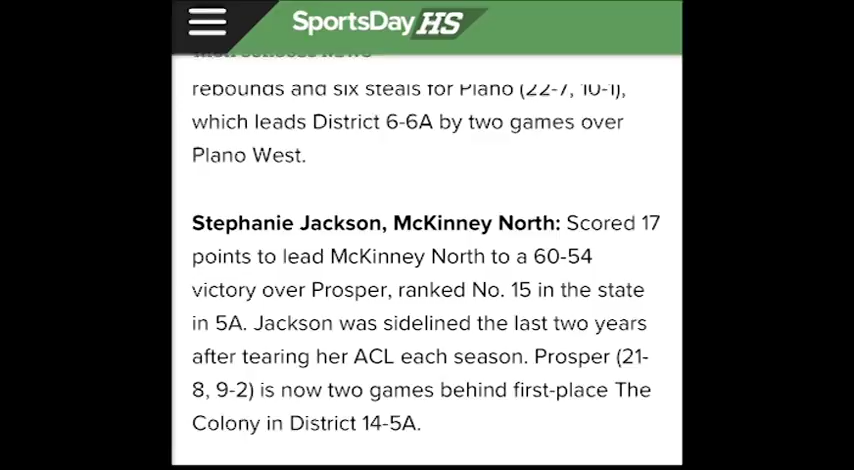 SportsDay HS
rebounds and six steals for Plano (22-7, 10-1),
which leads District 6-6A by two games over
Plano West.
Stephanie Jackson, McKinney North: Scored 17
points to lead McKinney North to a 60-54
victory over Prosper, ranked No. 15 in the state
in 5A. Jackson was sidelined the last two years
after tearing her ACL each season. Prosper (21-
8, 9-2) is now two games behind first-place The
Colony in District 14-5A.